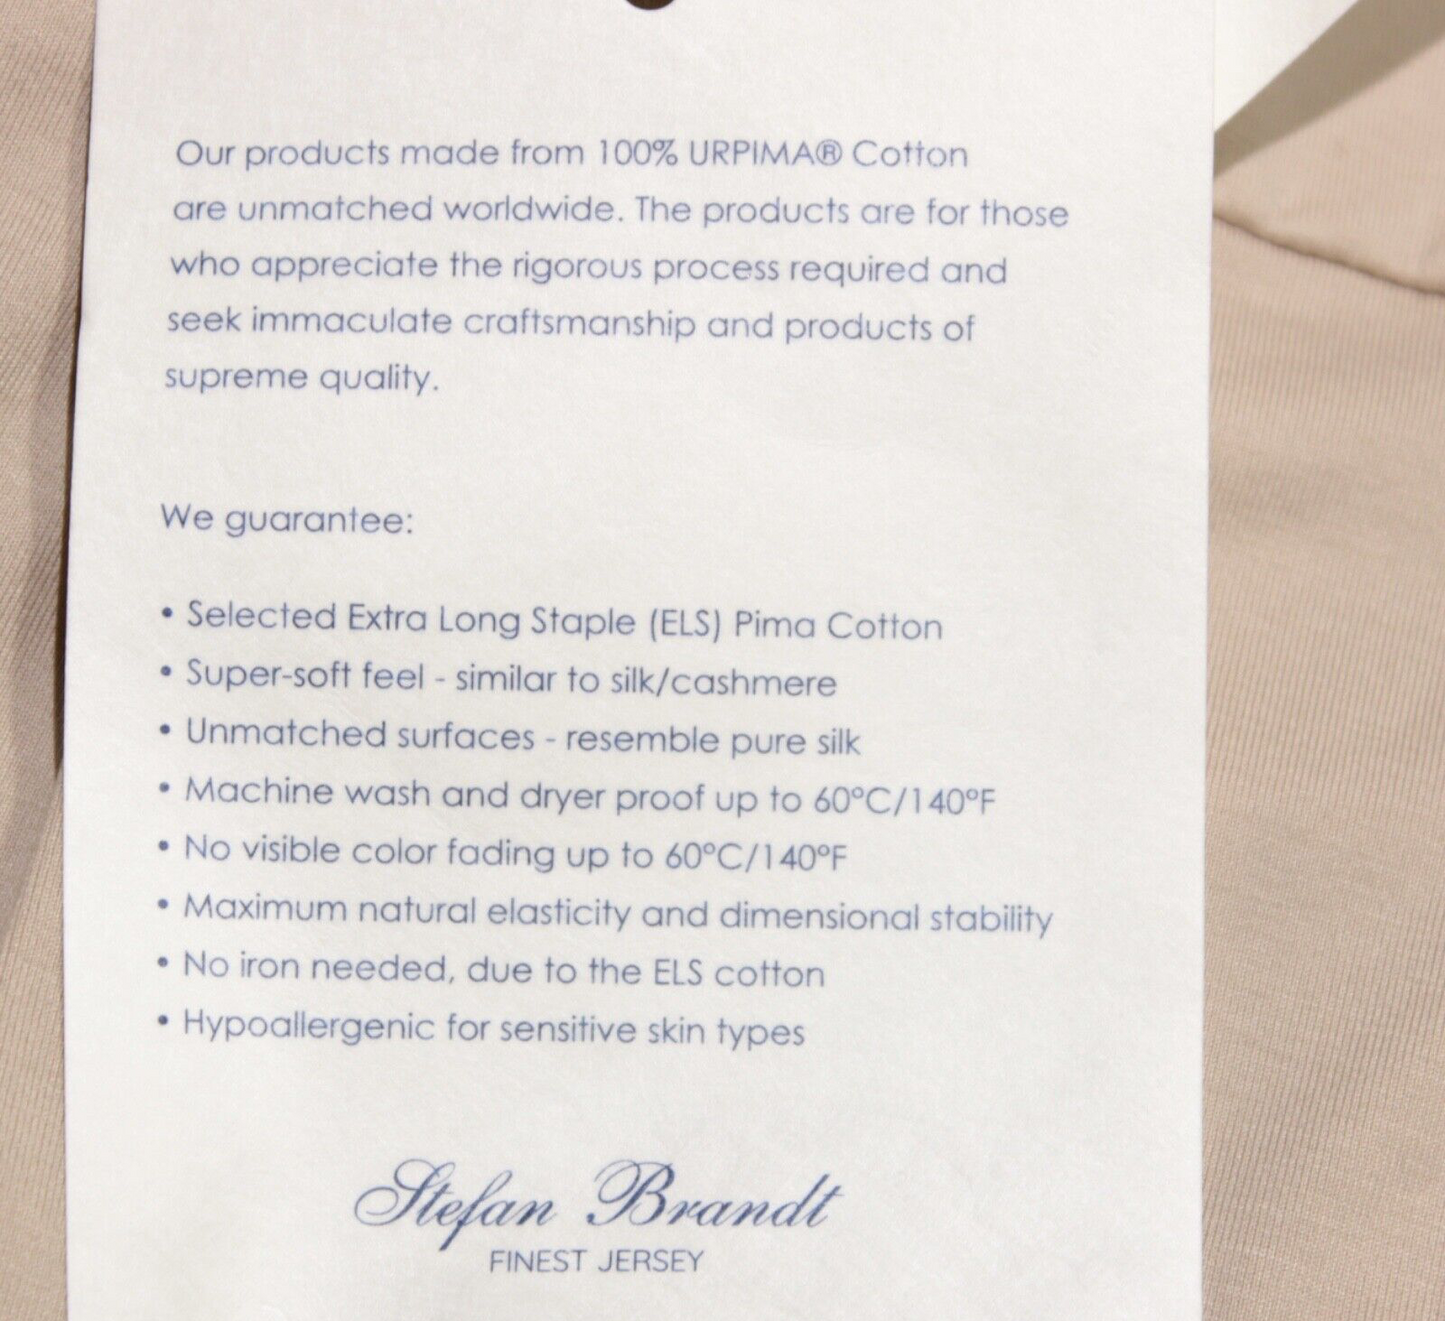 Our products made from 100% URPIMA® Cotton
are unmatched worldwide. The products are for those
who appreciate the rigorous process required and
seek immaculate craftsmanship and products of
supreme quality.
We guarantee:
• Selected Extra Long Staple (ELS) Pima Cotton
• Super-soft feel - similar to silk/cashmere
• Unmatched surfaces - resemble pure silk
• Machine wash and dryer proof up to 60°C/140°F
• No visible color fading up to 60°C/140°F
• Maximum natural elasticity and dimensional stability
• No iron needed, due to the ELS cotton
• Hypoallergenic for sensitive skin types
Stefan Brandt
FINEST JERSEY